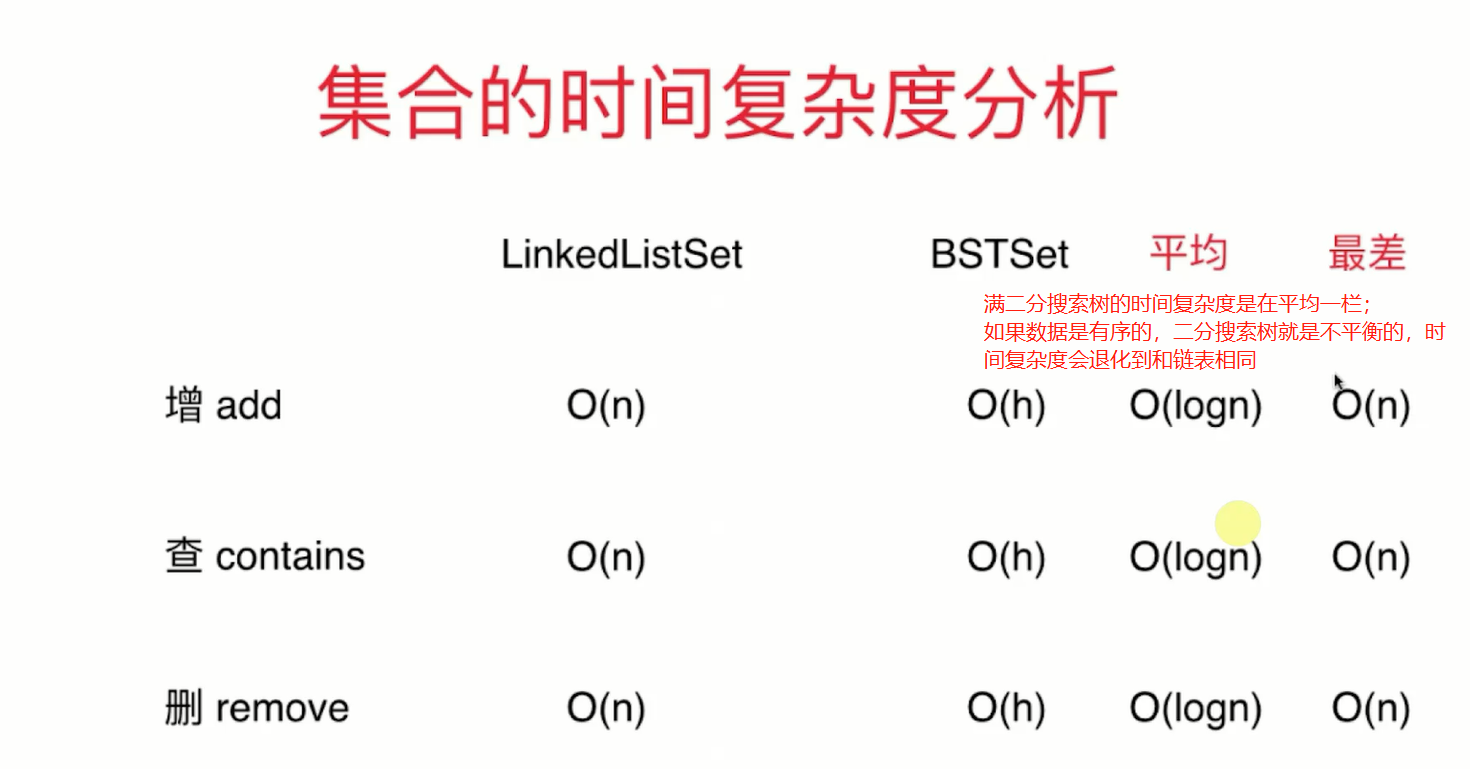 集合的时间复杂度分析
LinkedListSet BSTSet 平均 最差
满二分搜索树的时间复杂度是在平均一栏；
如果数据是有序的，二分搜索树就是不平衡的，时
间复杂度会退化到和链表相同
增 add O(n) O(h) O(logn) O(n)
查 contains O(n) O(h) O(logn) O(n)
删 remove O(n) O(h) O(logn) O(n)